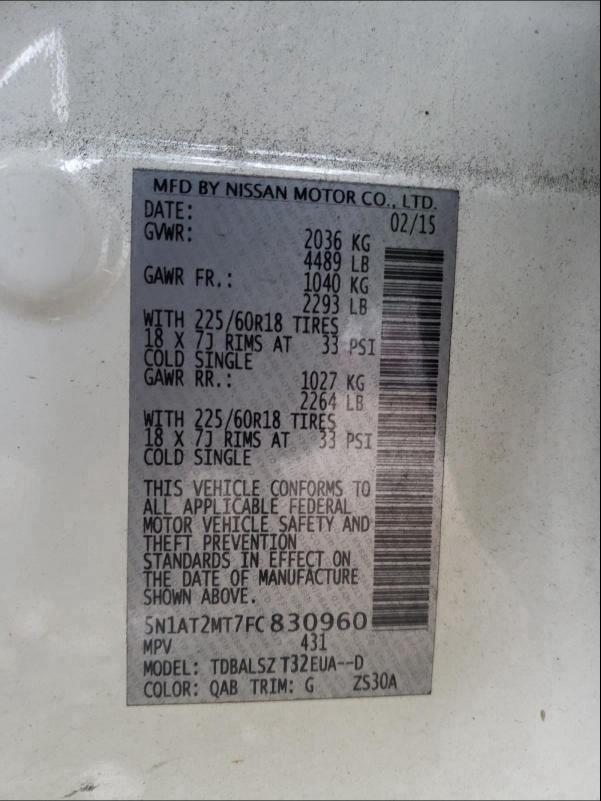 MFD BY NISSAN MOTOR CO., LTD.
DATE: 02/15
GVWR: 2036 KG
4489 LB
GAWR FR.: 1040 KG
2293 LB
WITH 225/60R18 TIRES
18 X 7J RIMS AT 33 PSI
COLD SINGLE
GAWR RR.: 1027 KG
2264 LB
WITH 225/60R18 TIRES
18 X 7J RIMS AT 33 PSI
COLD SINGLE
THIS VEHICLE CONFORMS TO
ALL APPLICABLE FEDERAL
MOTOR VEHICLE SAFETY AND
THEFT PREVENTION
STANDARDS IN EFFECT ON
THE DATE OF MANUFACTURE
SHOWN ABOVE.
5N1AT2MT7FC830960
MPV 431
MODEL: TDBALSZ T32EUA--D
COLOR: QAB TRIM: G ZS30A